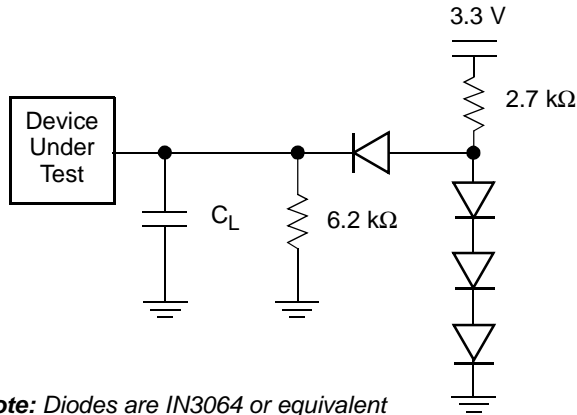 3.3 V
2.7 kΩ
Device
Under
Test
C_L
6.2 kΩ
ote: Diodes are IN3064 or equivalent